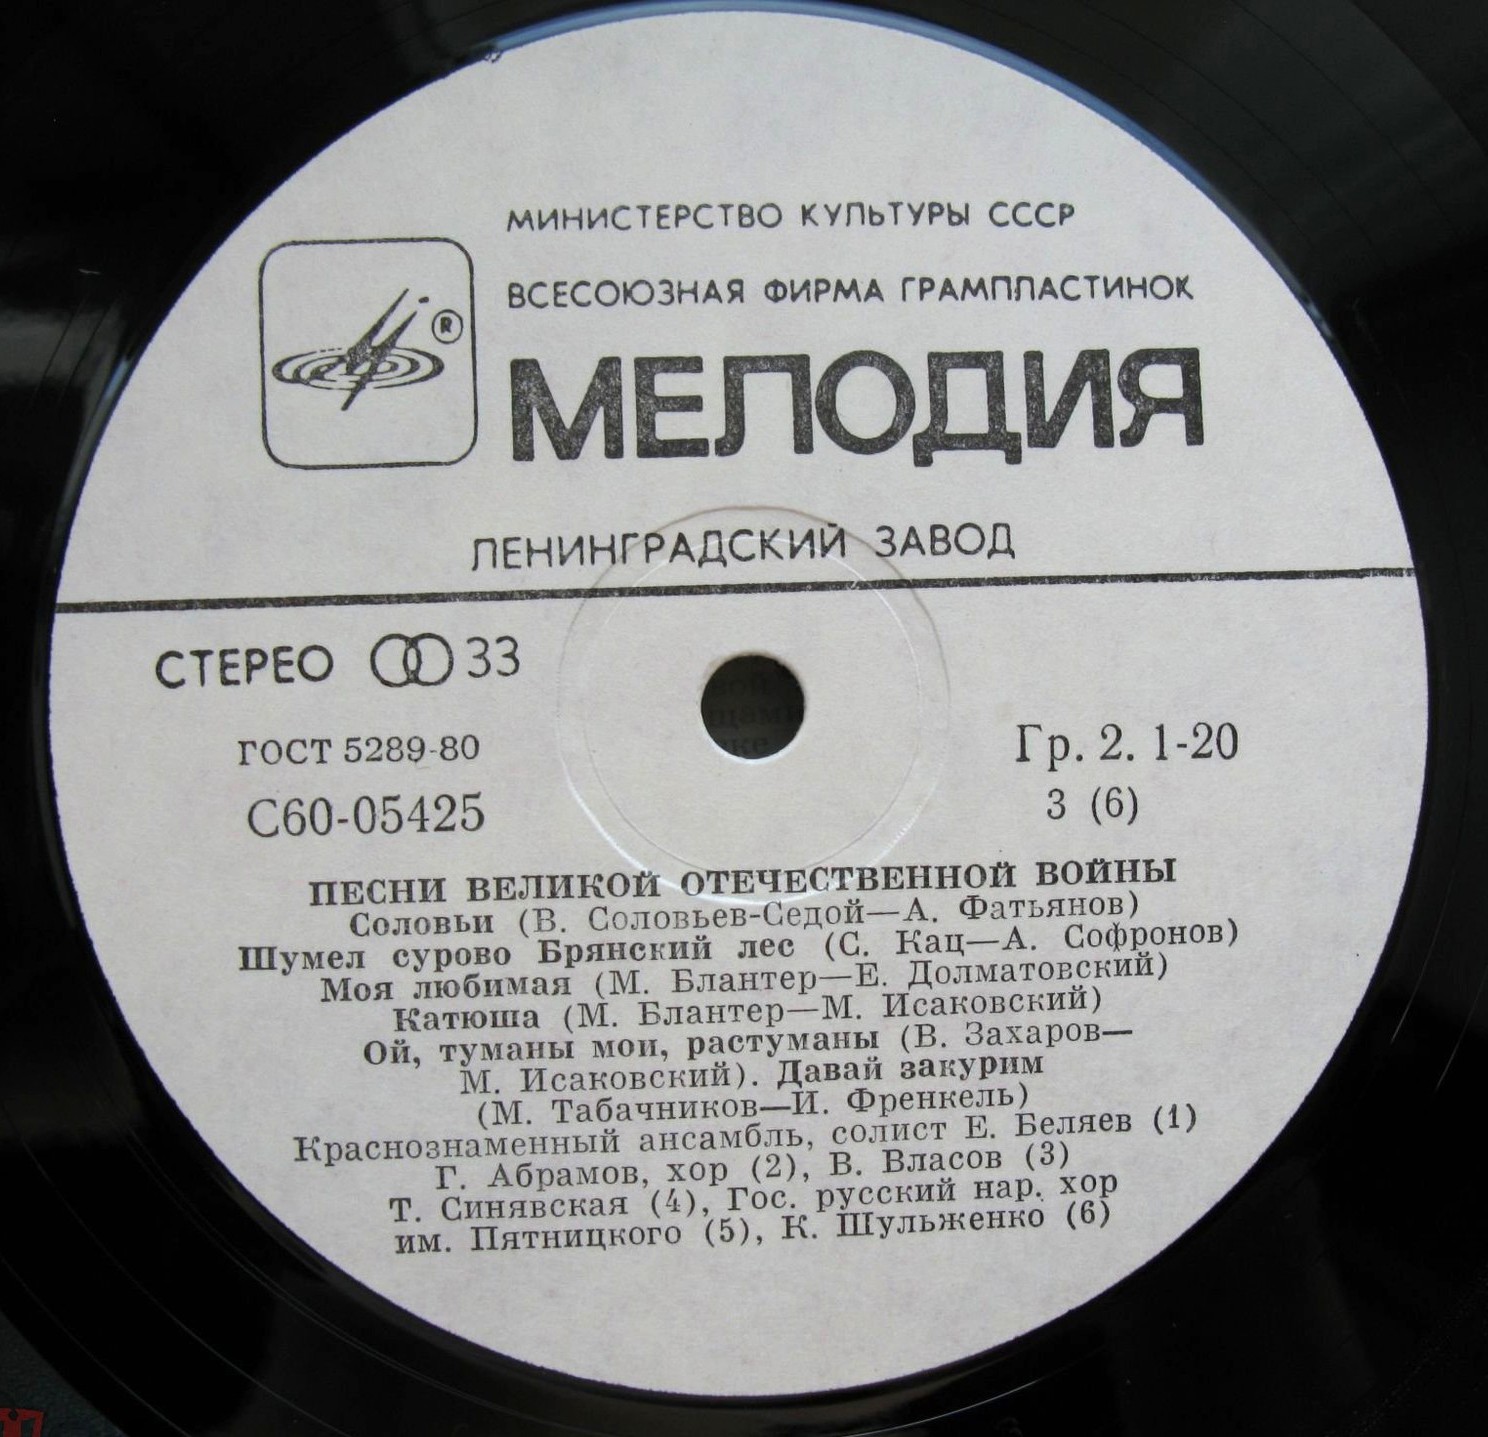 МИНИСТЕРСТВО КУЛЬТУРЫ СССР
ВСЕСОЮЗНАЯ ФИРМА ГРАМПЛАСТИНОК
®
МЕЛОДИЯ
ЛЕНИНГРАДСКИЙ ЗАВОД
СТЕРЕО 33
ГОСТ 5289-80
Гр. 2. 1-20
С60-05425
3 (6)
ПЕСНИ ВЕЛИКОЙ ОТЕЧЕСТВЕННОЙ ВОЙНЫ
Соловьи (В. Соловьев-Седой—А. Фатьянов)
Шумел сурово Брянский лес (С. Кац—А. Софронов)
Моя любимая (М. Блантер—Е. Долматовский)
Катюша (М. Блантер—М. Исаковский)
Ой, туманы мои, растуманы (В. Захаров—
М. Исаковский). Давай закурим
(М. Табачников—И. Френкель)
Краснознаменный ансамбль, солист Е. Беляев (1)
Г. Абрамов, хор (2), В. Власов (3)
Т. Синявская (4), Гос. русский нар. хор
им. Пятницкого (5), К. Шульженко (6)